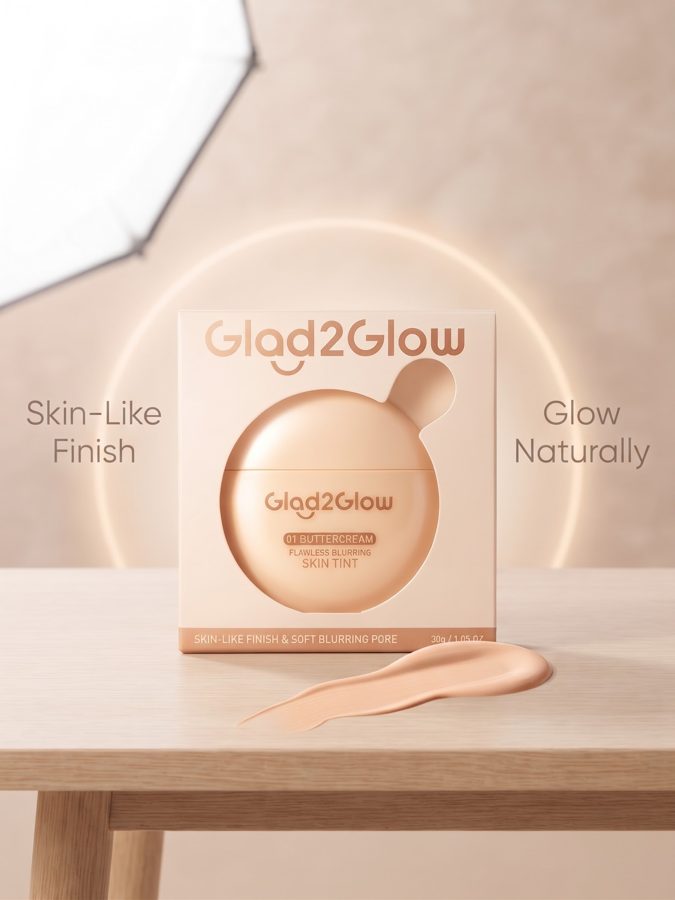 Glad2Glow
Skin-Like
Finish
Glow
Naturally
Glad2Glow
01 BUTTERCREAM
FLAWLESS BLURRING
SKIN TINT
SKIN-LIKE FINISH & SOFT BLURRING PORE
30g / 1.05 OZ